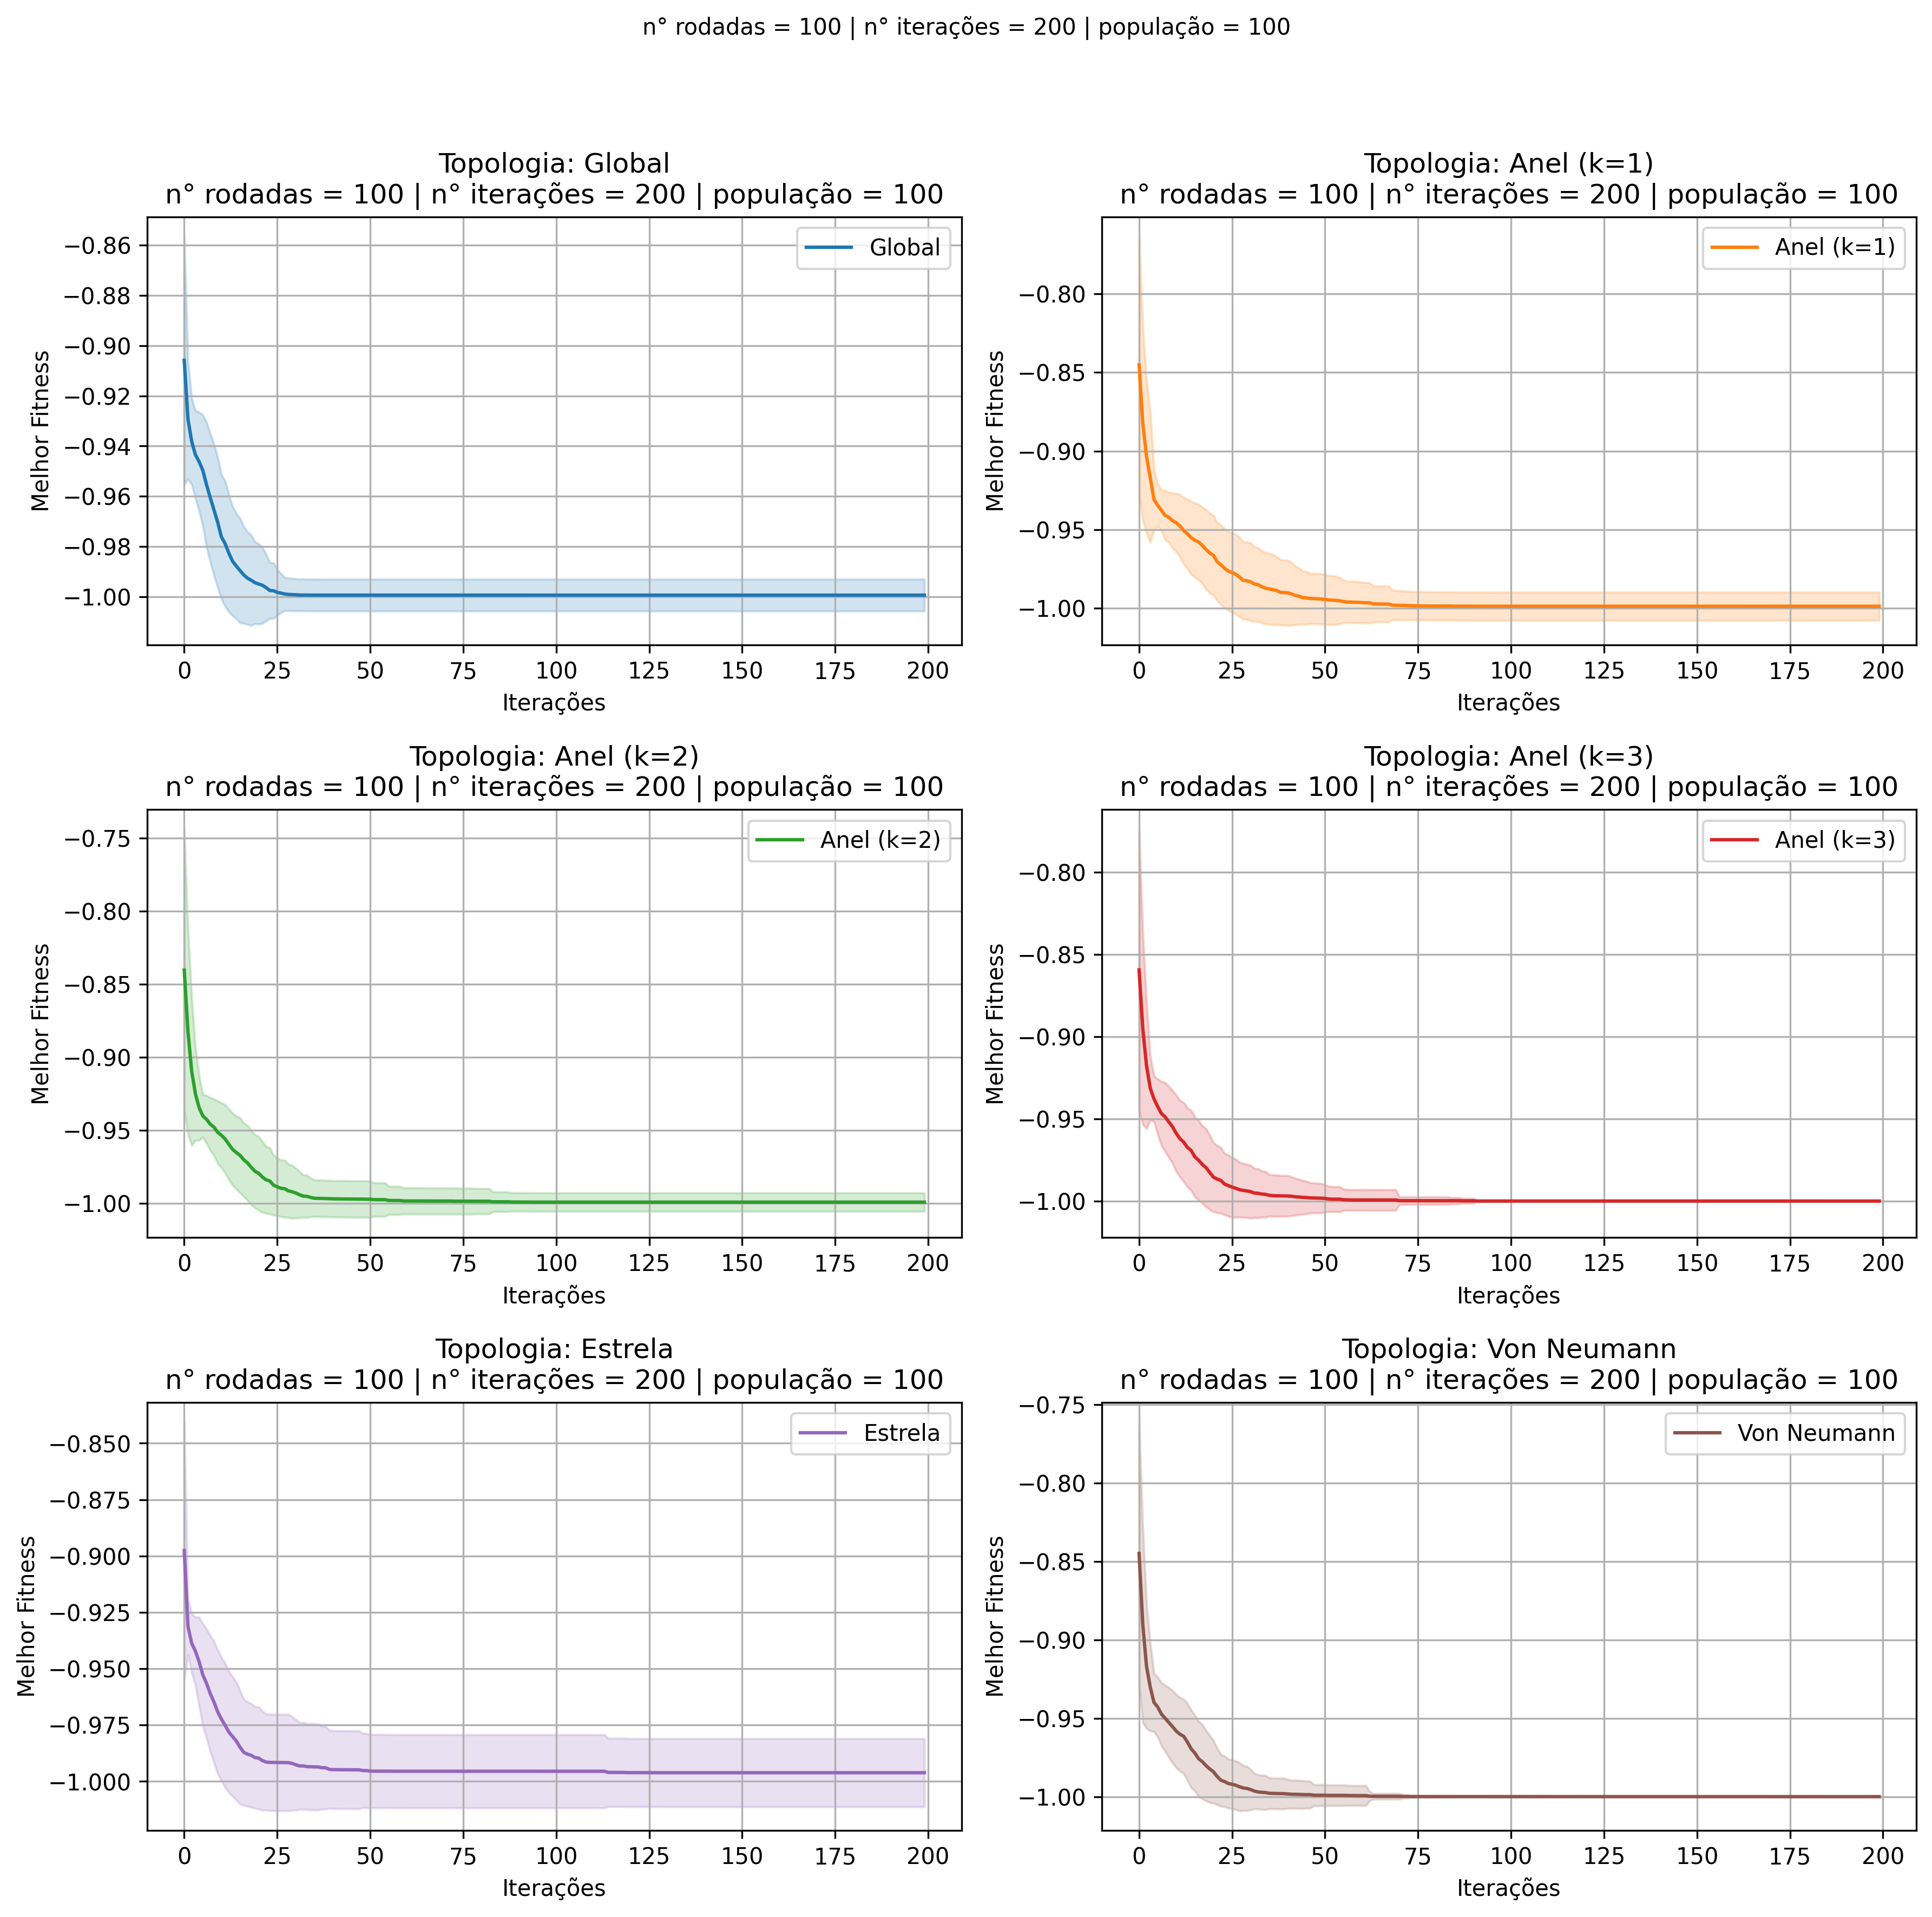 n° rodadas = 100 | n° iterações = 200 | população = 100
Topologia: Global
n° rodadas = 100 | n° iterações = 200 | população = 100
Global
Melhor Fitness
−0.86
−0.88
−0.90
−0.92
−0.94
−0.96
−0.98
−1.00
0 25 50 75 100 125 150 175 200
Iterações
Topologia: Anel (k=1)
n° rodadas = 100 | n° iterações = 200 | população = 100
Anel (k=1)
Melhor Fitness
−0.80
−0.85
−0.90
−0.95
−1.00
0 25 50 75 100 125 150 175 200
Iterações
Topologia: Anel (k=2)
n° rodadas = 100 | n° iterações = 200 | população = 100
Anel (k=2)
Melhor Fitness
−0.75
−0.80
−0.85
−0.90
−0.95
−1.00
0 25 50 75 100 125 150 175 200
Iterações
Topologia: Anel (k=3)
n° rodadas = 100 | n° iterações = 200 | população = 100
Anel (k=3)
Melhor Fitness
−0.80
−0.85
−0.90
−0.95
−1.00
0 25 50 75 100 125 150 175 200
Iterações
Topologia: Estrela
n° rodadas = 100 | n° iterações = 200 | população = 100
Estrela
Melhor Fitness
−0.850
−0.875
−0.900
−0.925
−0.950
−0.975
−1.000
0 25 50 75 100 125 150 175 200
Iterações
Topologia: Von Neumann
n° rodadas = 100 | n° iterações = 200 | população = 100
Von Neumann
Melhor Fitness
−0.75
−0.80
−0.85
−0.90
−0.95
−1.00
0 25 50 75 100 125 150 175 200
Iterações